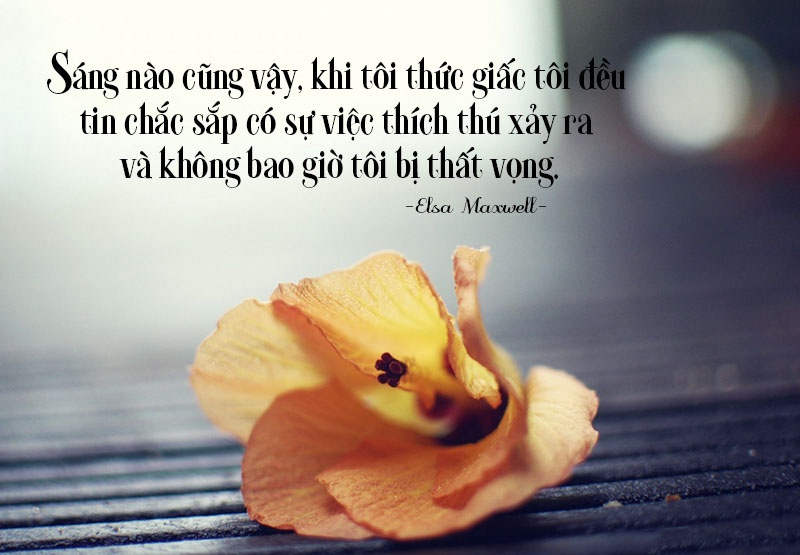 Sáng nào cũng vậy, khi tôi thức giấc tôi đều
tin chắc sắp có sự việc thích thú xảy ra
và không bao giờ tôi bị thất vọng.
-Elsa Maxwell-